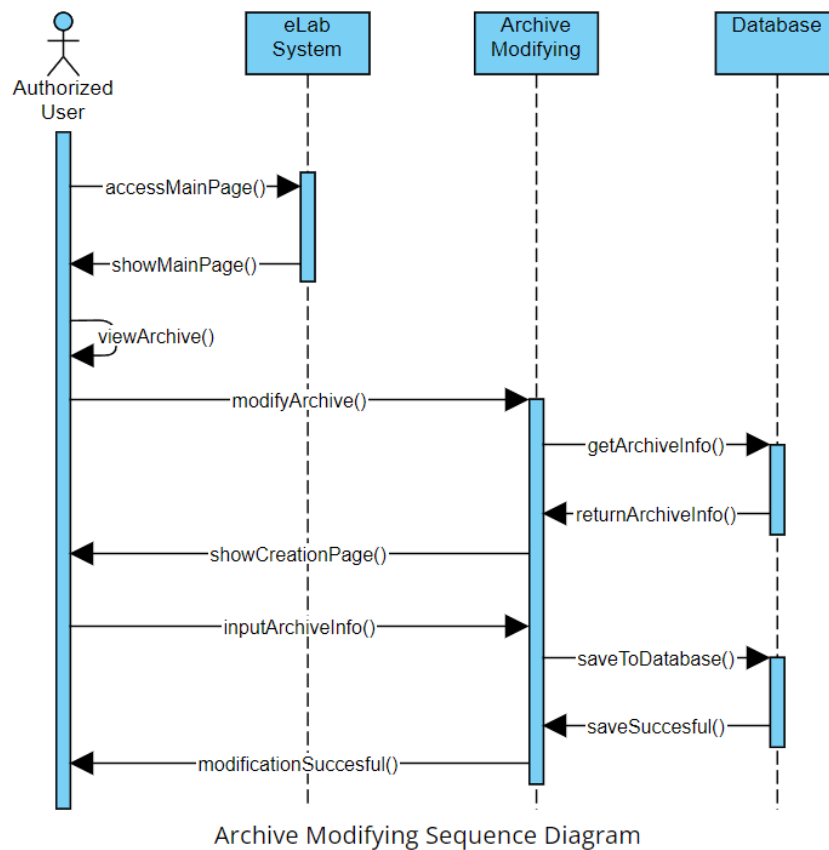 eLab
System
Archive
Modifying
Database
Authorized
User
accessMainPage()
showMainPage()
viewArchive()
modifyArchive()
getArchiveInfo()
returnArchiveInfo()
showCreationPage()
inputArchiveInfo()
saveToDatabase()
saveSuccesful()
modificationSuccesful()
Archive Modifying Sequence Diagram